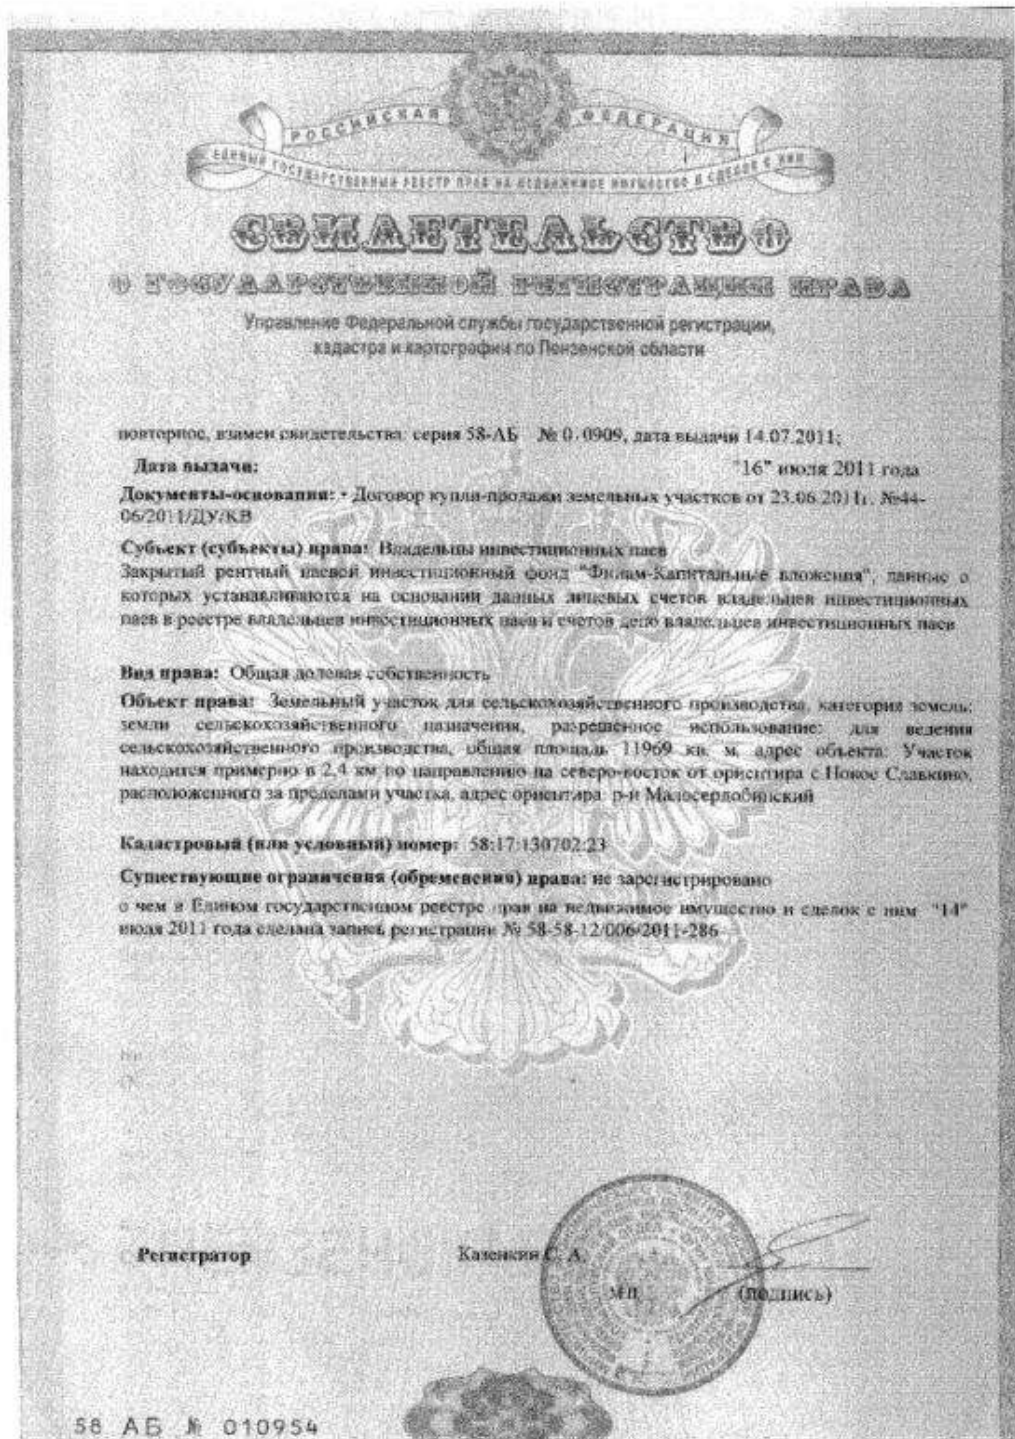 РОССИЙСКАЯ ФЕДЕРАЦИЯ
ЕДИНЫЙ ГОСУДАРСТВЕННЫЙ РЕЕСТР ПРАВ НА НЕДВИЖИМОЕ ИМУЩЕСТВО И СДЕЛОК С НИМ
СВИДЕТЕЛЬСТВО
О ГОСУДАРСТВЕННОЙ РЕГИСТРАЦИИ ПРАВА
Управление Федеральной службы государственной регистрации,
кадастра и картографии по Пензенской области
повторное, взамен свидетельства: серия 58-АБ № 010909, дата выдачи 14.07.2011;
Дата выдачи: "16" июля 2011 года
Документы-основания: • Договор купли-продажи земельных участков от 23.06.2011г. №44-
06/2011/ДУ/КВ
Субъект (субъекты) права: Владельцы инвестиционных паев
Закрытый рентный паевой инвестиционный фонд "Финам-Капитальные вложения", данные о
которых устанавливаются на основании данных лицевых счетов владельцев инвестиционных
паев в реестре владельцев инвестиционных паев и счетов депо владельцев инвестиционных паев
Вид права: Общая долевая собственность
Объект права: Земельный участок для сельскохозяйственного производства, категория земель:
земли сельскохозяйственного назначения, разрешенное использование: для ведения
сельскохозяйственного производства, общая площадь 11969 кв. м, адрес объекта: Участок
находится примерно в 2,4 км по направлению на северо-восток от ориентира с Новое Славкино,
расположенного за пределами участка, адрес ориентира: р-н Малосердобинский
Кадастровый (или условный) номер: 58:17:130702:23
Существующие ограничения (обременения) права: не зарегистрировано
о чем в Едином государственном реестре прав на недвижимое имущество и сделок с ним "14"
июля 2011 года сделана запись регистрации № 58-58-12/006/2011-286
Регистратор Казенкин С. А.
м.п. (подпись)
58 АБ № 010954